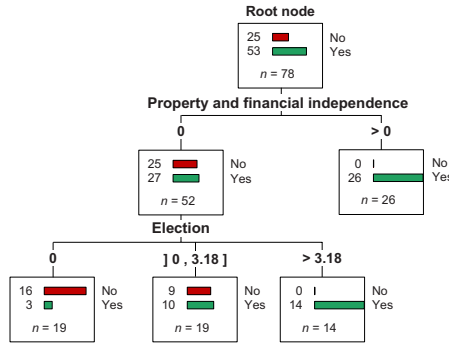 Root node
25 No
53 Yes
n = 78
Property and financial independence
0 > 0
25 No 0 No
27 Yes 26 Yes
n = 52 n = 26
Election
0 ] 0 , 3.18 ] > 3.18
16 No 9 No 0 No
3 Yes 10 Yes 14 Yes
n = 19 n = 19 n = 14